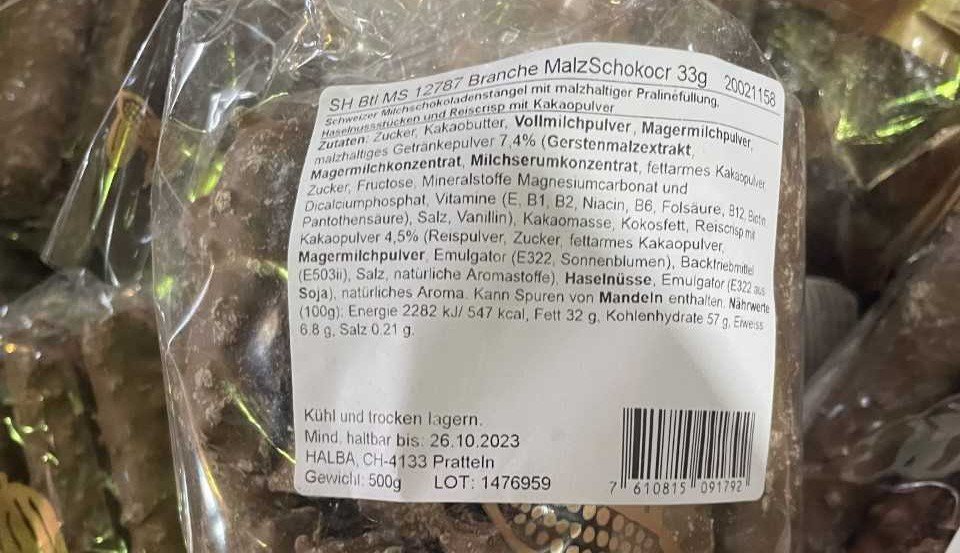 SH Btl MS 12787 Branche MalzSchokocr 33g 20021158
Schweizer Milchschokoladenstängel mit malzhaltiger Pralinéfüllung,
Haselnussstücken und Reiscrisp mit Kakaopulver
Zutaten: Zucker, Kakaobutter, Vollmilchpulver, Magermilchpulver,
malzhaltiges Getränkepulver 7,4% (Gerstenmalzextrakt,
Magermilchkonzentrat, Milchserumkonzentrat, fettarmes Kakaopulver
Zucker, Fructose, Mineralstoffe Magnesiumcarbonat und
Dicalciumphosphat, Vitamine (E, B1, B2, Niacin, B6, Folsäure, B12, Biotin
Pantothensäure), Salz, Vanillin), Kakaomasse, Kokosfett, Reiscrisp mit
Kakaopulver 4,5% (Reispulver, Zucker, fettarmes Kakaopulver,
Magermilchpulver, Emulgator (E322, Sonnenblumen), Backtriebmittel
(E503ii), Salz, natürliche Aromastoffe), Haselnüsse, Emulgator (E322 aus
Soja), natürliches Aroma. Kann Spuren von Mandeln enthalten. Nährwerte
(100g): Energie 2282 kJ/ 547 kcal, Fett 32 g, Kohlenhydrate 57 g, Eiweiss
6.8 g, Salz 0.21 g.
Kühl und trocken lagern.
Mind. haltbar bis: 26.10.2023
HALBA, CH-4133 Pratteln
Gewicht: 500g LOT: 1476959
7 610815 091792